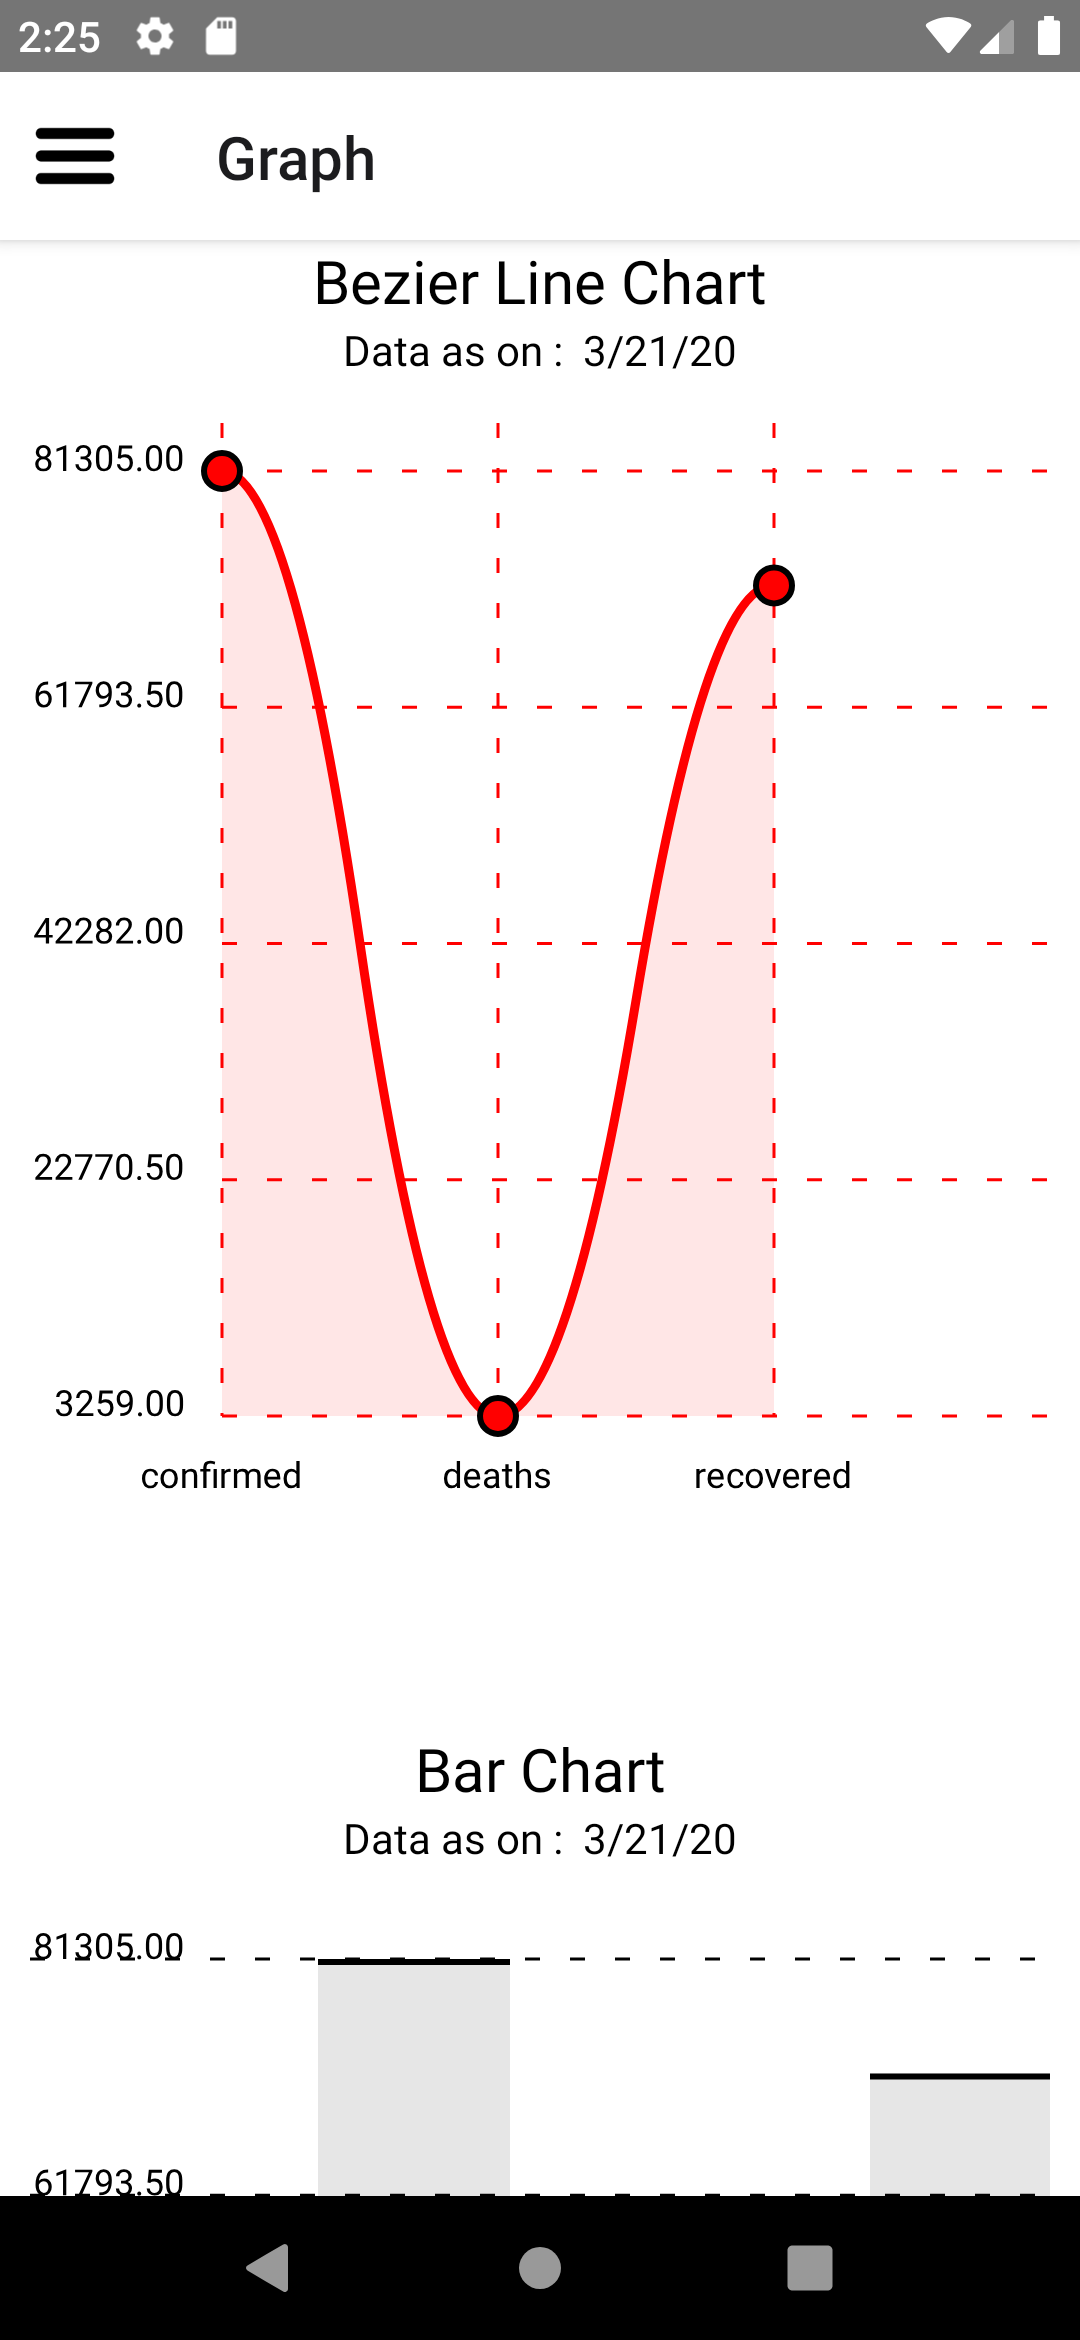 2:25
Graph
Bezier Line Chart
Data as on :  3/21/20
81305.00
61793.50
42282.00
22770.50
3259.00
confirmed deaths recovered
Bar Chart
Data as on :  3/21/20
81305.00
61793.50